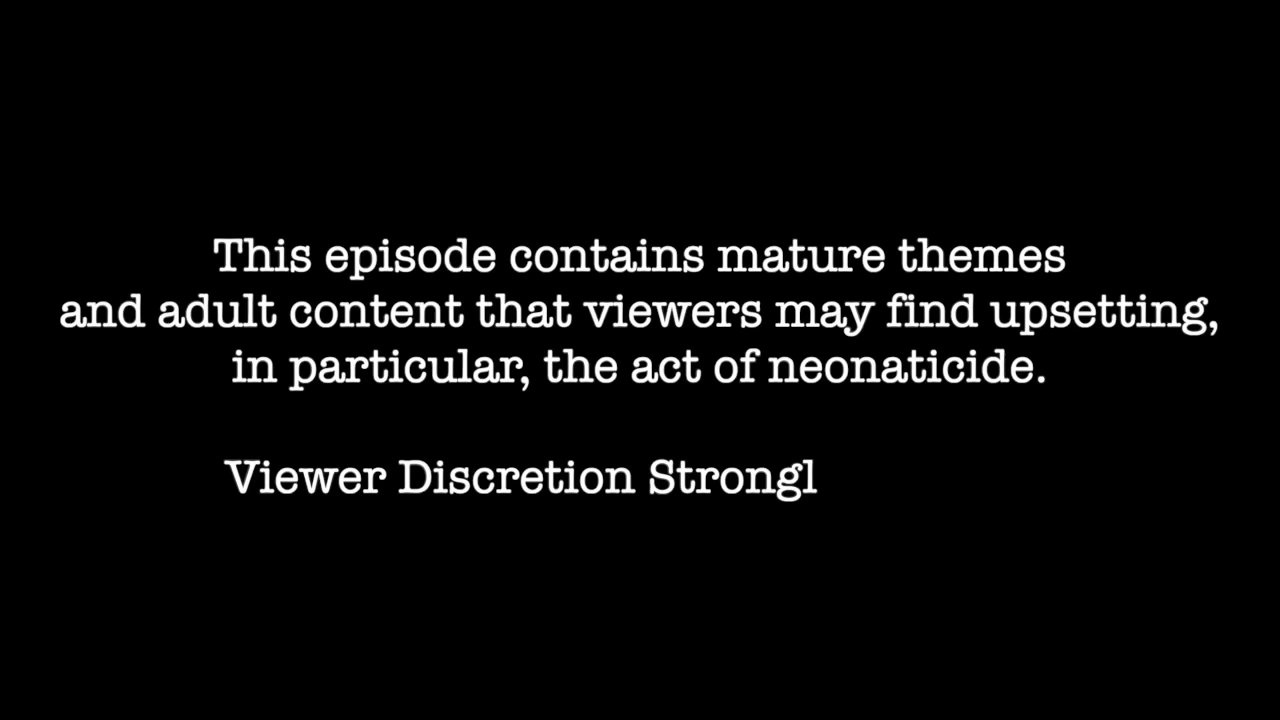 This episode contains mature themes
and adult content that viewers may find upsetting,
in particular, the act of neonaticide.
Viewer Discretion Strongl